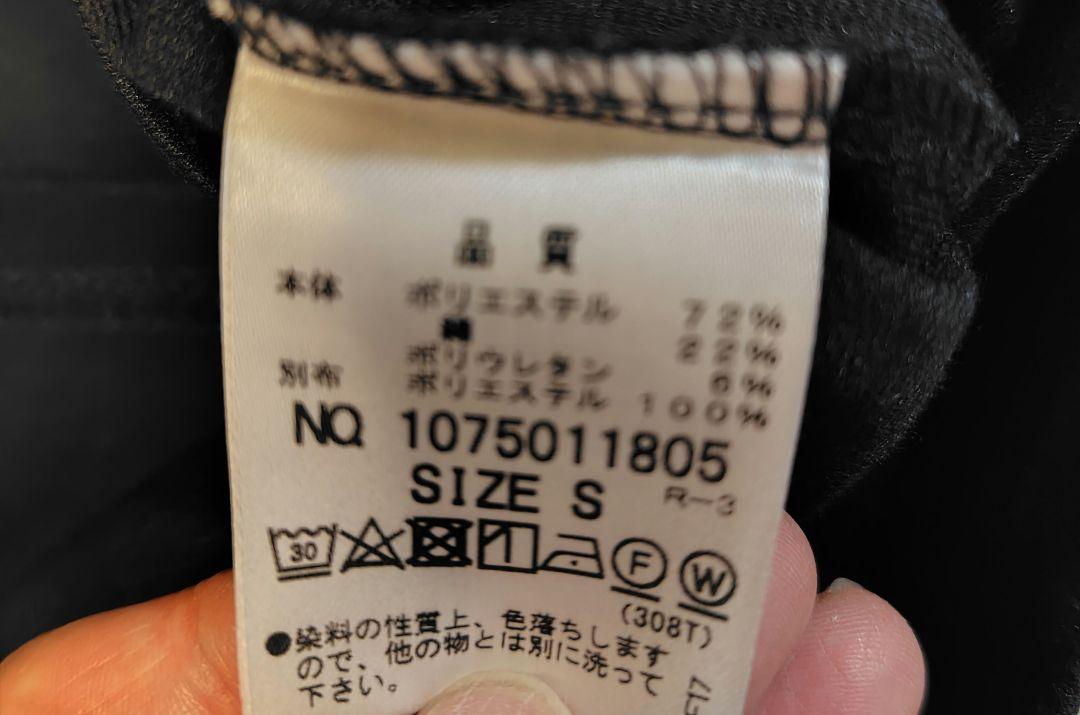 品 質
本体 ポリエステル 72%
綿 22%
ポリウレタン 6%
別布 ポリエステル 100%
NO. 1075011805
SIZE S R-3
30 F W
(308T)
●染料の性質上、色落ちします
ので、他の物とは別に洗って
下さい。